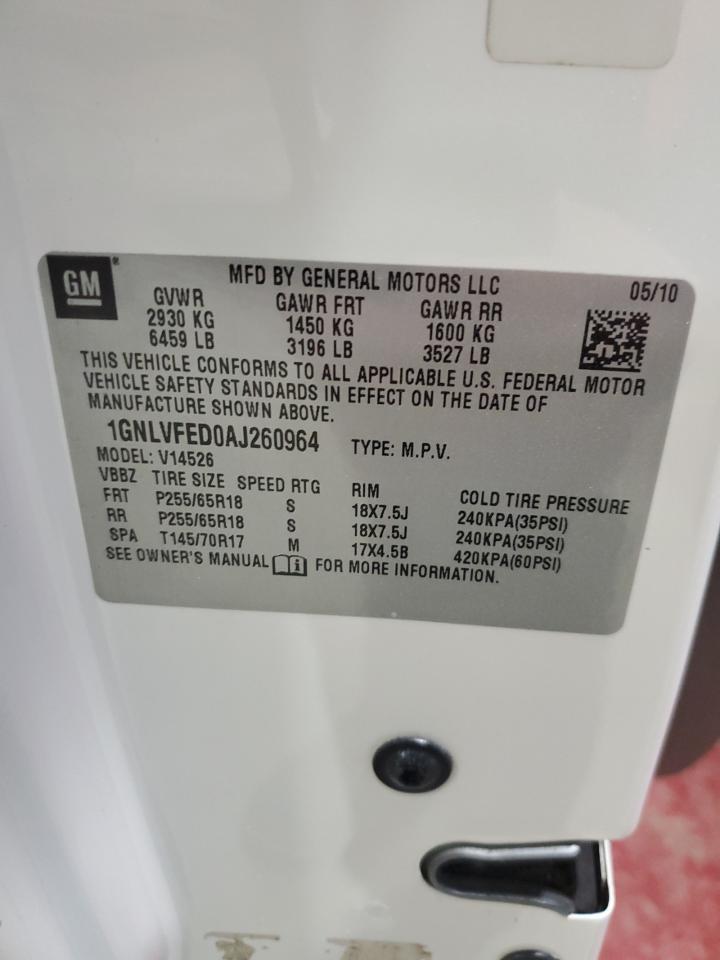 GM
MFD BY GENERAL MOTORS LLC 05/10
GVWR GAWR FRT GAWR RR
2930 KG 1450 KG 1600 KG
6459 LB 3196 LB 3527 LB
THIS VEHICLE CONFORMS TO ALL APPLICABLE U.S. FEDERAL MOTOR
VEHICLE SAFETY STANDARDS IN EFFECT ON THE DATE OF
MANUFACTURE SHOWN ABOVE.
1GNLVFED0AJ260964 TYPE: M.P.V.
MODEL: V14526
VBBZ TIRE SIZE SPEED RTG RIM COLD TIRE PRESSURE
FRT P255/65R18 S 18X7.5J 240KPA(35PSI)
RR P255/65R18 S 18X7.5J 240KPA(35PSI)
SPA T145/70R17 M 17X4.5B 420KPA(60PSI)
SEE OWNER'S MANUAL FOR MORE INFORMATION.